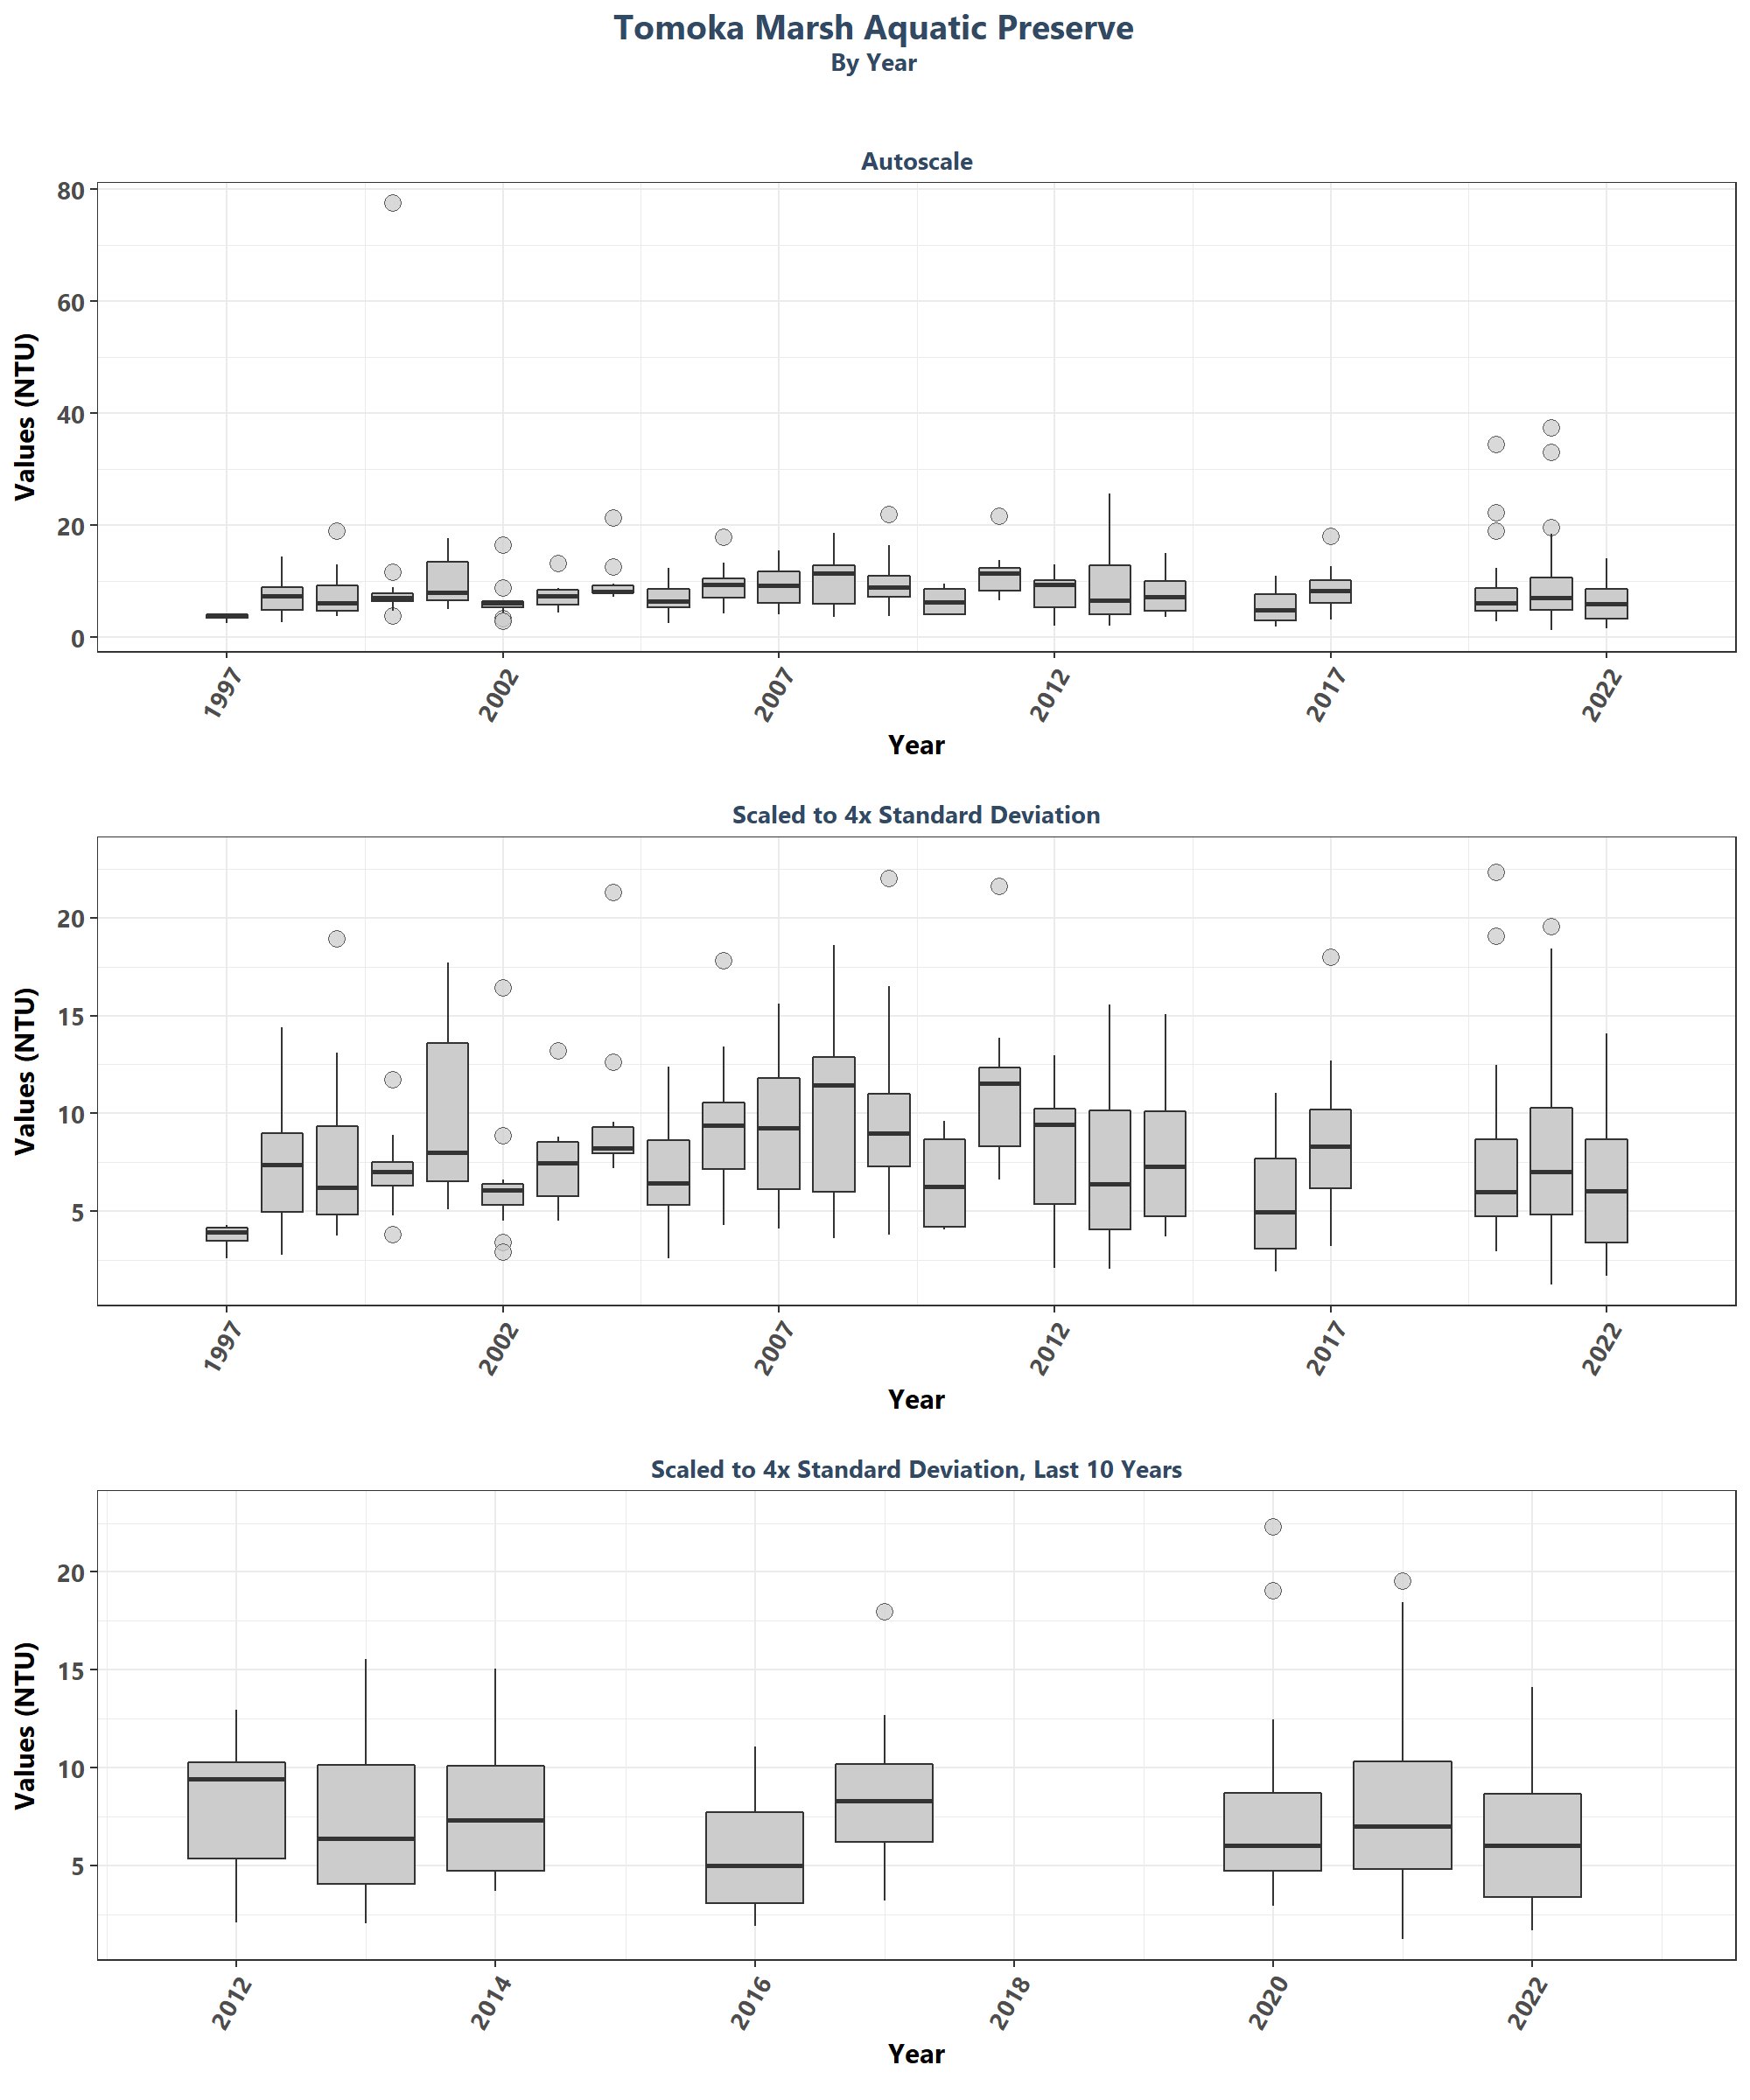 Tomoka Marsh Aquatic Preserve
By Year
Autoscale
80
60
40
20
0
Values (NTU)
1997
2002
2007
2012
2017
2022
Year
Scaled to 4x Standard Deviation
20
15
10
5
Values (NTU)
1997
2002
2007
2012
2017
2022
Year
Scaled to 4x Standard Deviation, Last 10 Years
20
15
10
5
Values (NTU)
2012
2014
2016
2018
2020
2022
Year